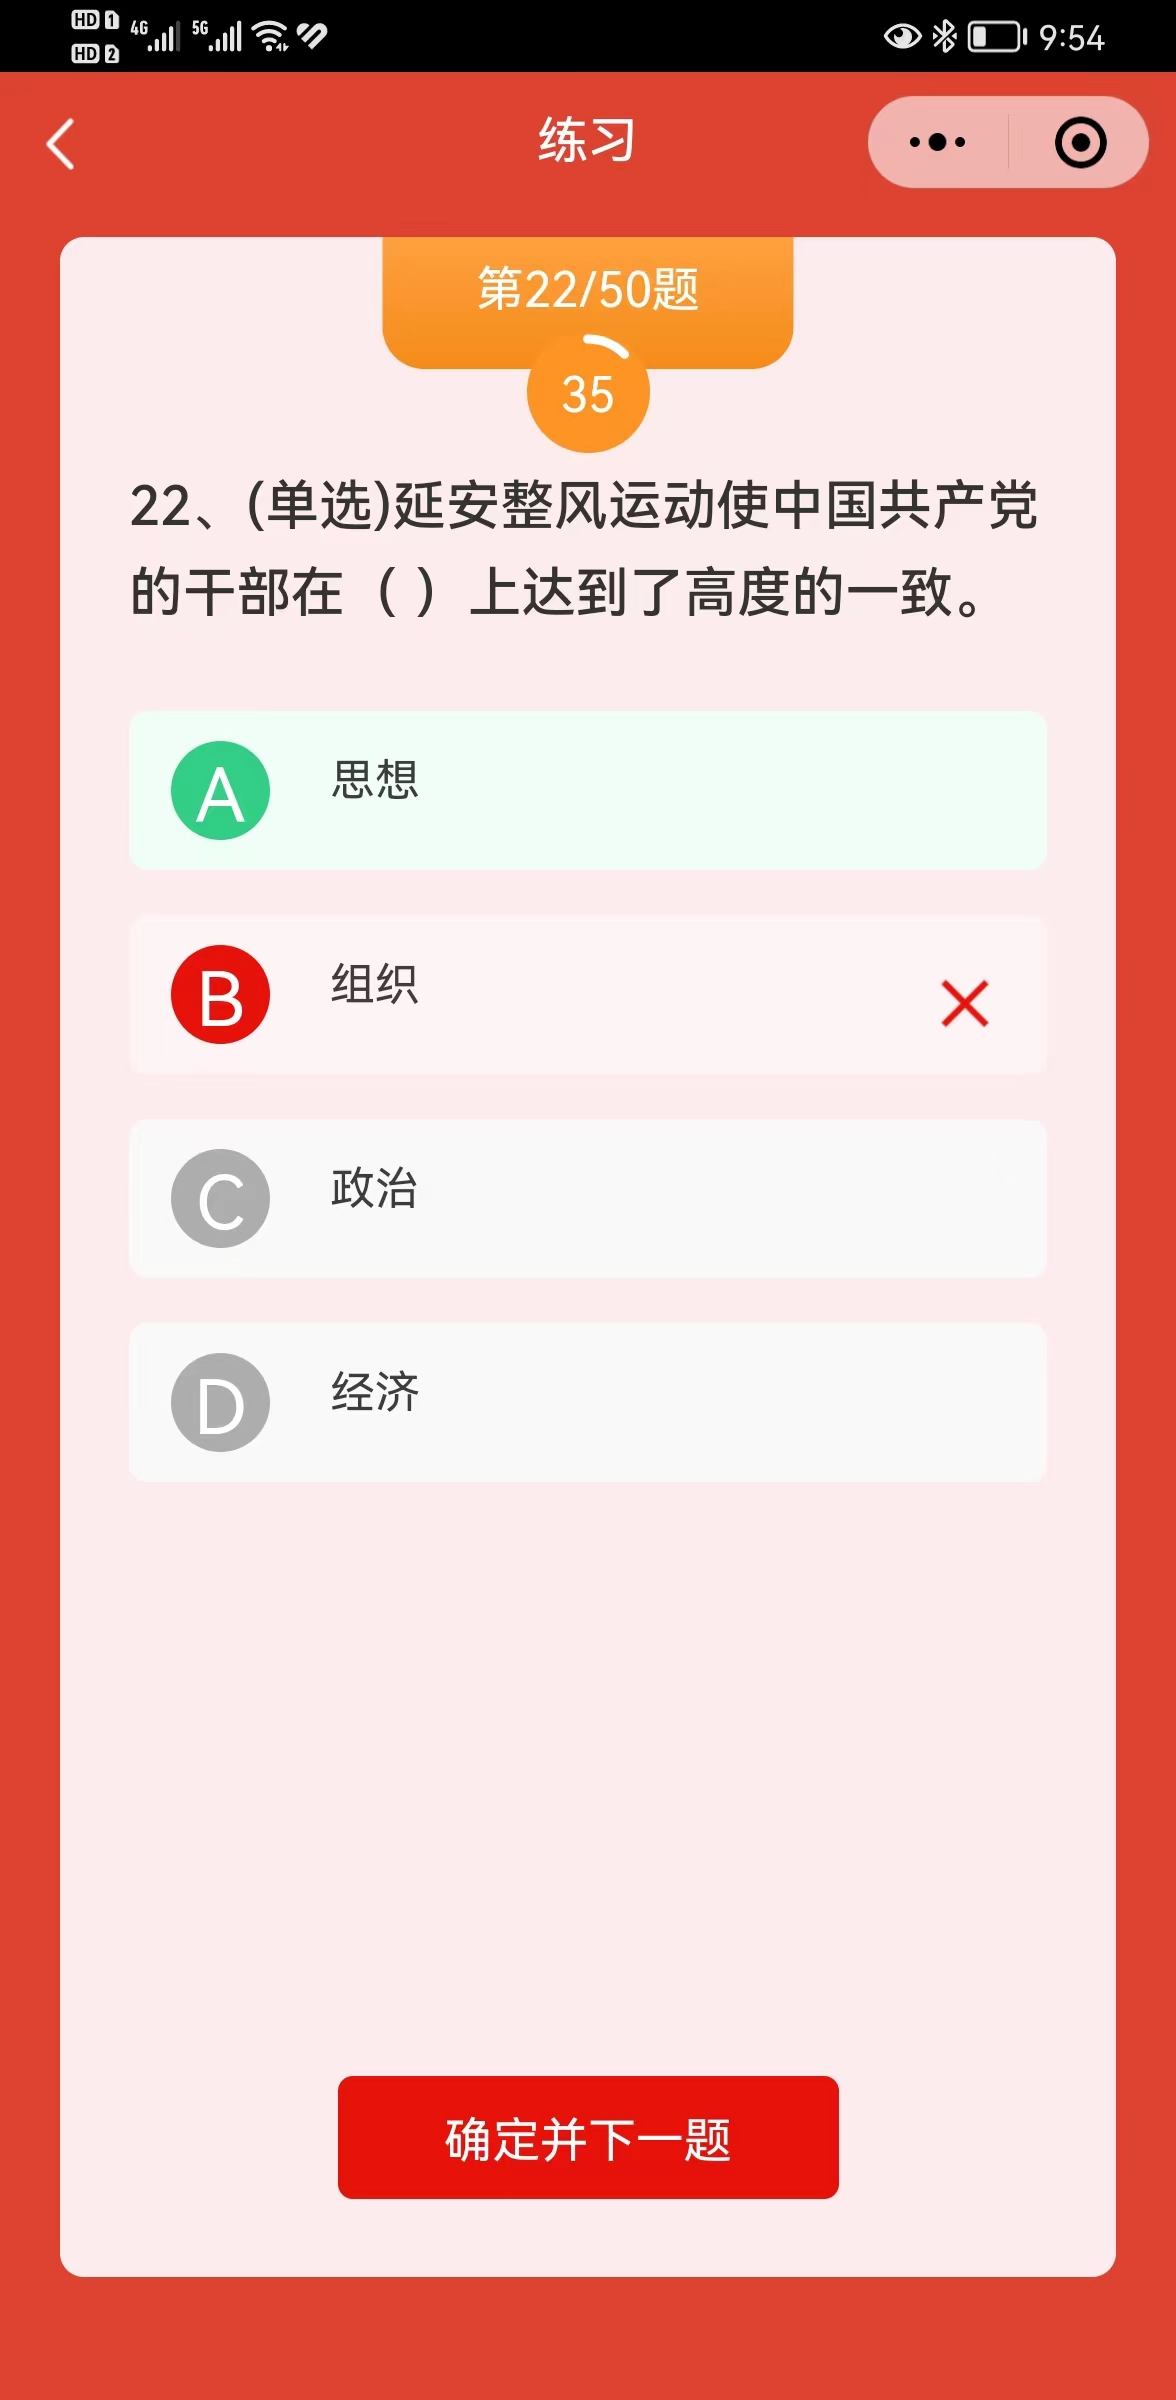 HD 1 4G 5G 9:54
HD 2
练习
第22/50题
35
22、(单选)延安整风运动使中国共产党
的干部在（ ）上达到了高度的一致。
A 思想
B 组织
C 政治
D 经济
确定并下一题